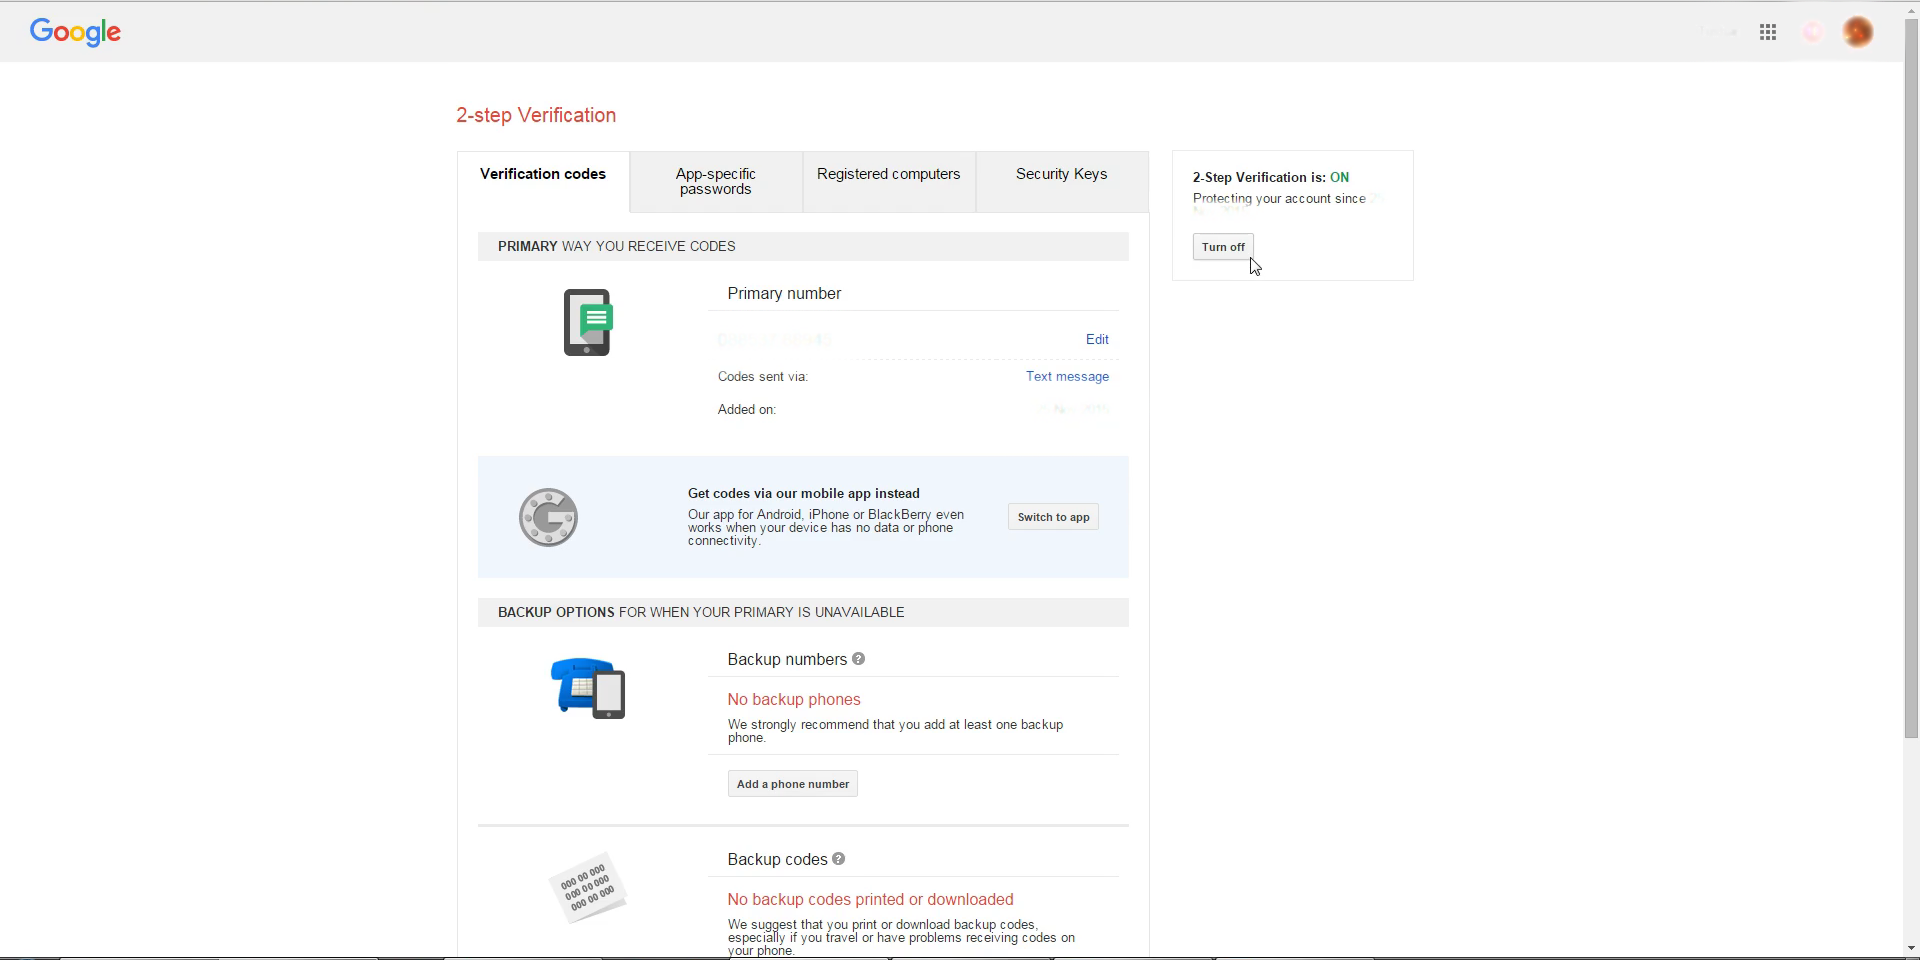 Google
2-step Verification
Verification codes
App-specific
passwords
Registered computers
Security Keys
2-Step Verification is: ON
Protecting your account since
Turn off
PRIMARY WAY YOU RECEIVE CODES
Primary number
Edit
Codes sent via:
Text message
Added on:
Get codes via our mobile app instead
Our app for Android, iPhone or BlackBerry even
works when your device has no data or phone
connectivity.
Switch to app
BACKUP OPTIONS FOR WHEN YOUR PRIMARY IS UNAVAILABLE
Backup numbers ?
No backup phones
We strongly recommend that you add at least one backup
phone.
Add a phone number
000 00 000
000 00 000
000 00 000
Backup codes ?
No backup codes printed or downloaded
We suggest that you print or download backup codes,
especially if you travel or have problems receiving codes on
your phone.